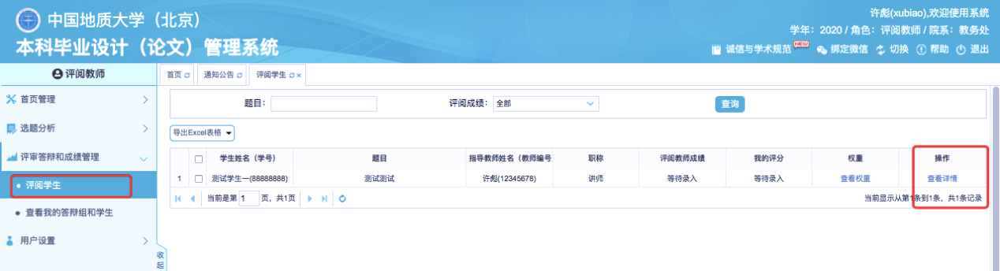 中国地质大学（北京）
本科毕业设计（论文）管理系统
许彪(xubiao),欢迎使用系统
学年：2020 / 角色：评阅教师 / 院系：教务处
诚信与学术规范 NEW 绑定微信 切换 帮助 退出
评阅教师
首页管理
选题分析
评审答辩和成绩管理
评阅学生
查看我的答辩组和学生
用户设置
收起
首页 通知公告 评阅学生
题目： 评阅成绩： 全部 查询
导出Excel表格
学生姓名（学号） 题目 指导教师姓名（教师编号 职称 评阅教师成绩 我的评分 权重 操作
1 测试学生一(88888888) 测试测试 许彪(12345678) 讲师 等待录入 等待录入 查看权重 查看详情
当前是第 1 页，共1页 当前显示从第1条到1条，共1条记录